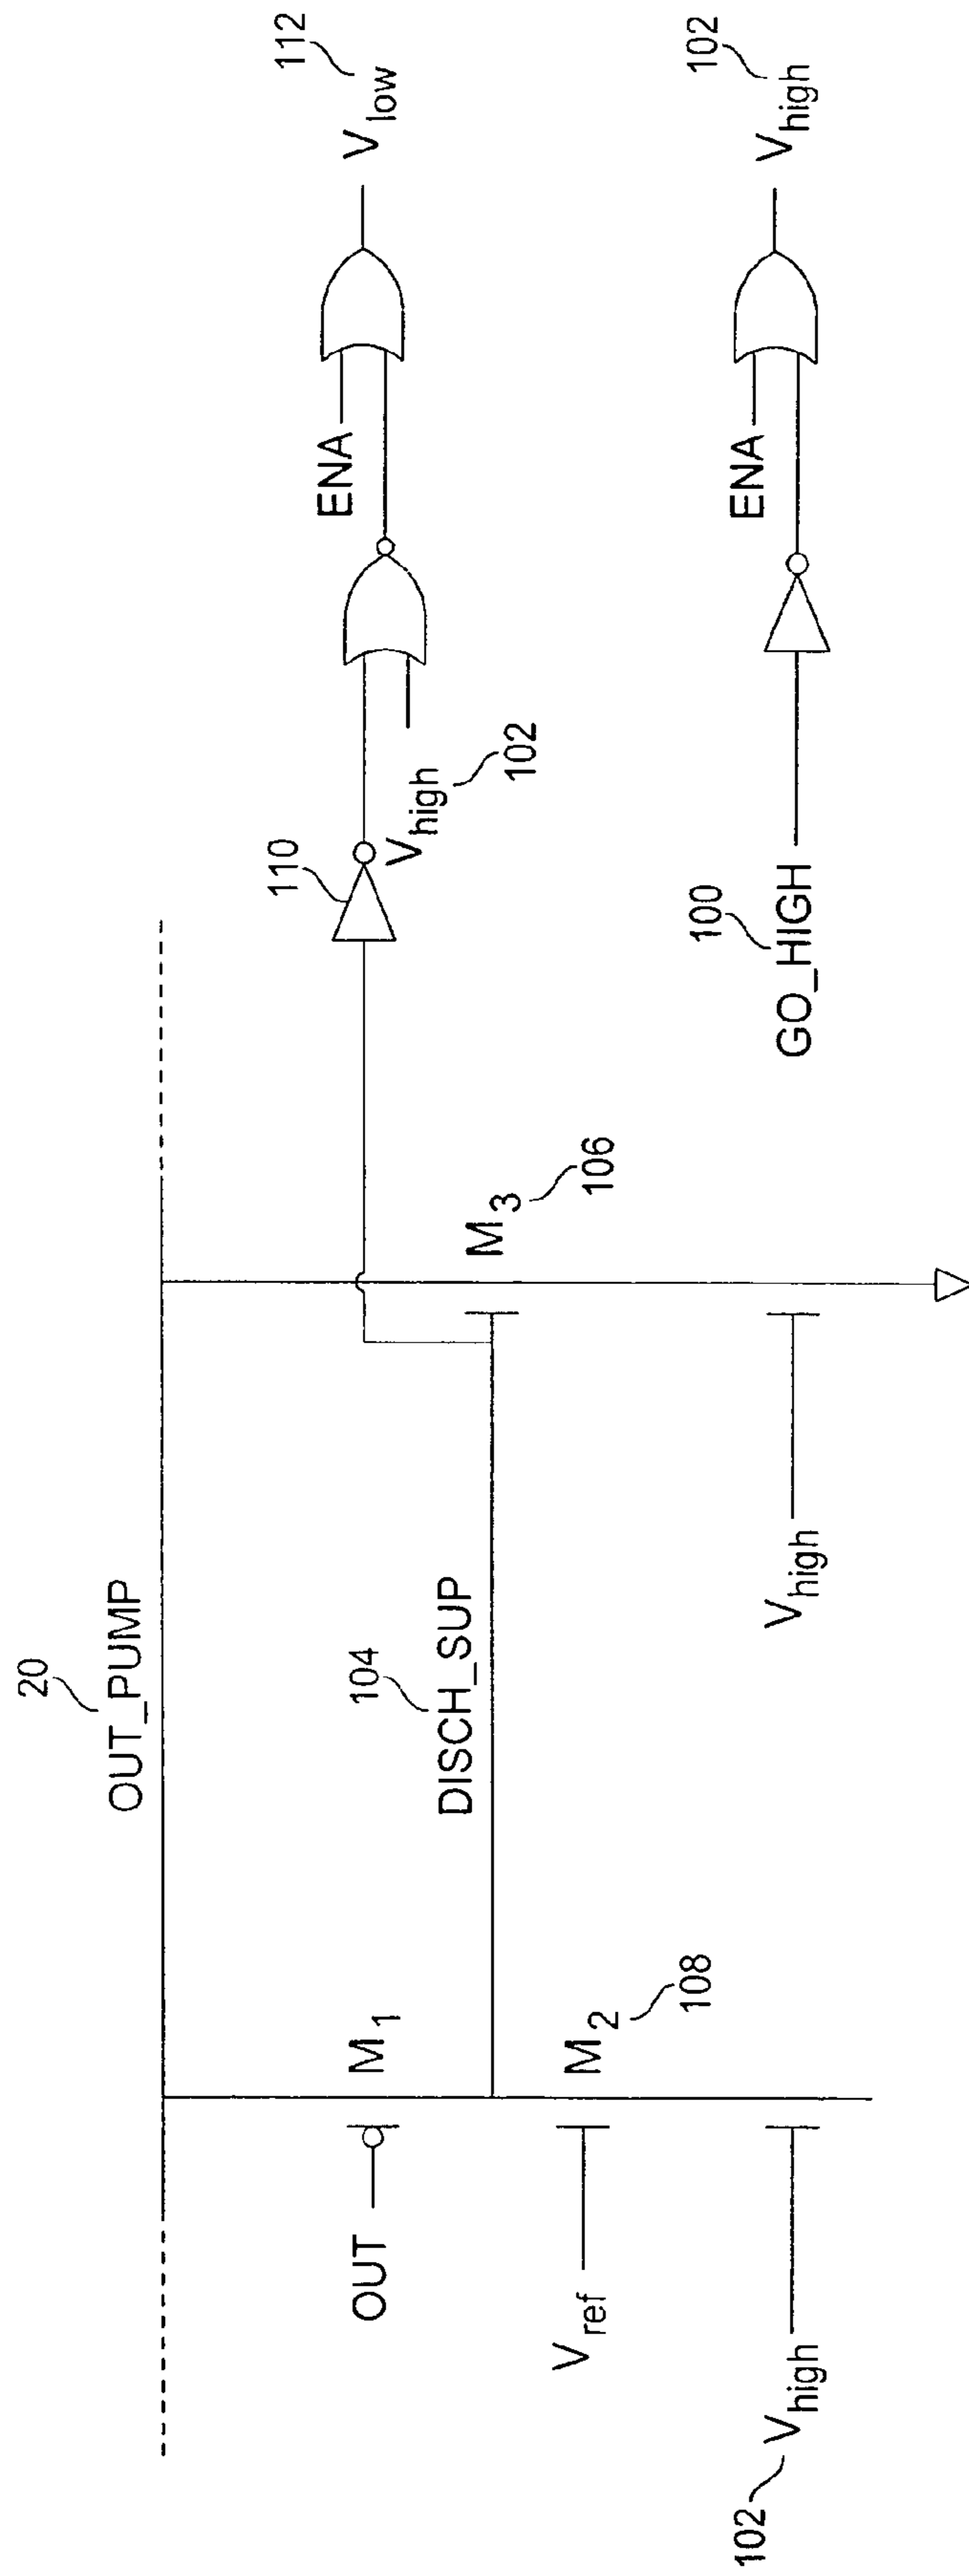 20
OUT_PUMP
OUT
M1
104
DISCH_SUP
110
Vhigh
102
ENA
Vlow
112
Vref
M2
108
M3
106
102
Vhigh
Vhigh
100
GO_HIGH
ENA
Vhigh
102